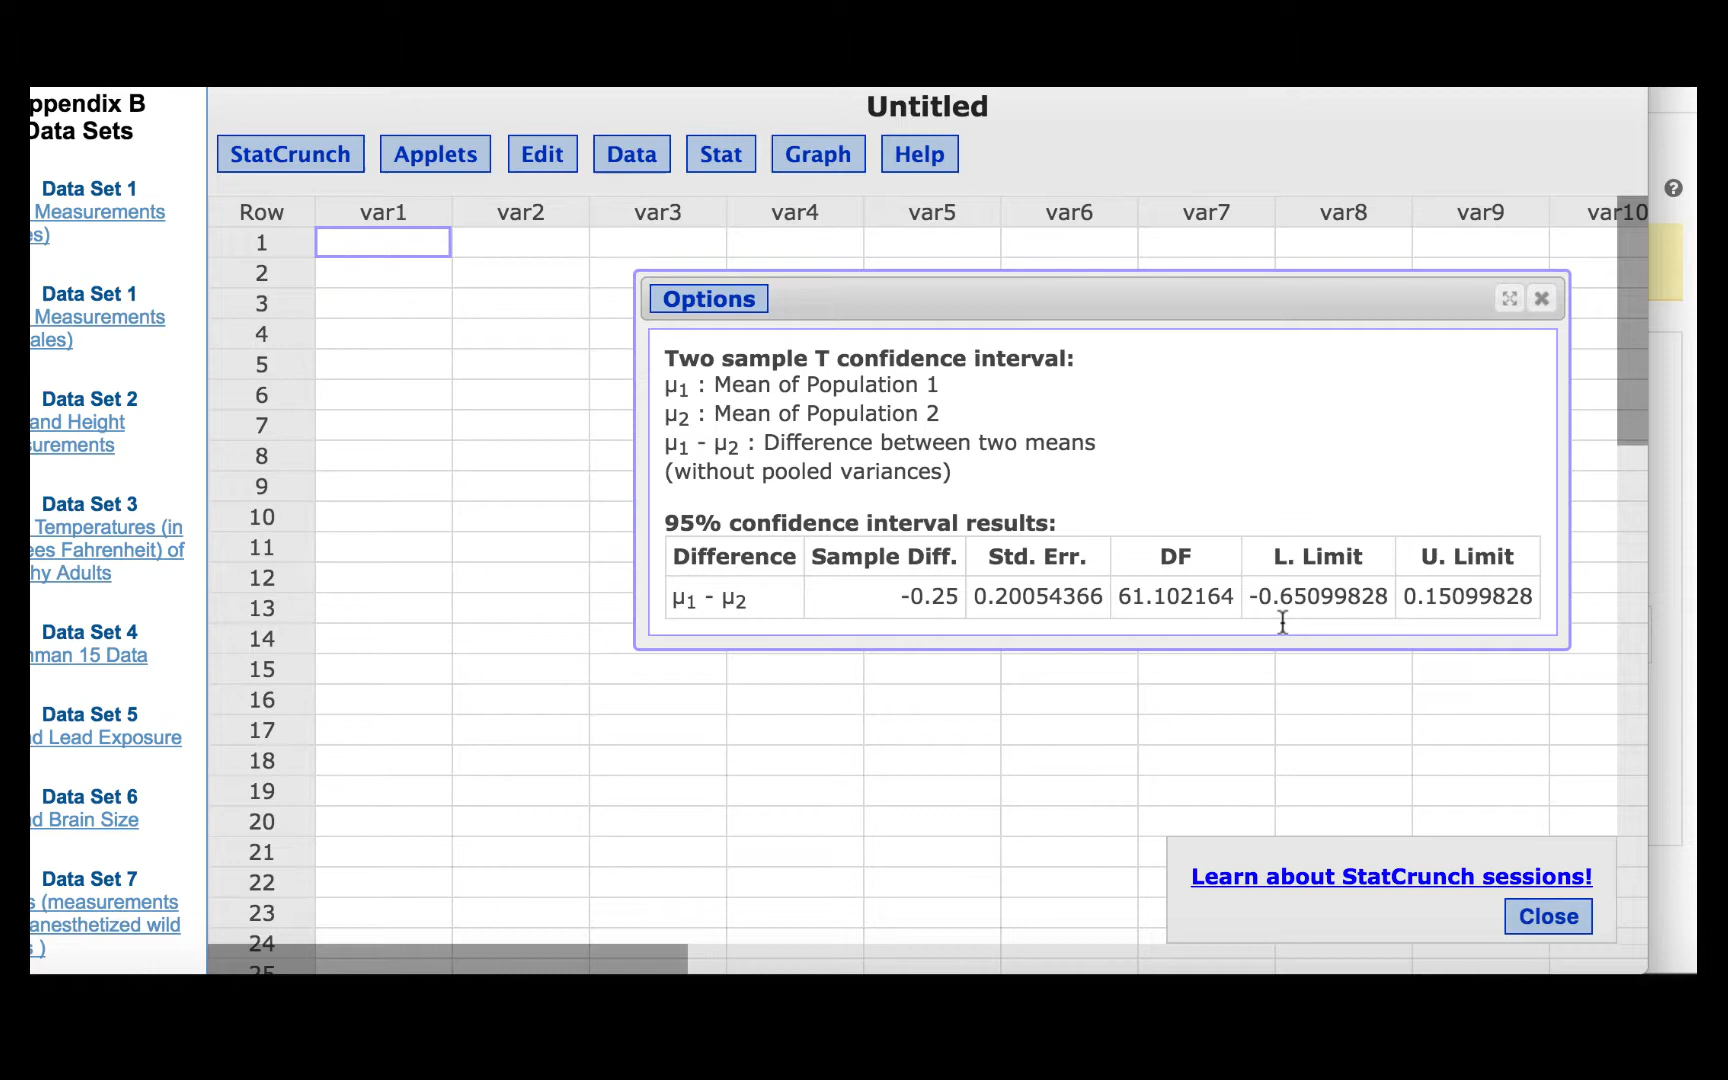 Untitled
StatCrunch Applets Edit Data Stat Graph Help
ppendix B
Data Sets
Data Set 1
Measurements
es)
Data Set 1
Measurements
ales)
Data Set 2
and Height
surements
Data Set 3
Temperatures (in
ees Fahrenheit) of
hy Adults
Data Set 4
hman 15 Data
Data Set 5
d Lead Exposure
Data Set 6
d Brain Size
Data Set 7
s (measurements
anesthetized wild
s )
Row var1 var2 var3 var4 var5 var6 var7 var8 var9 var10
1
2
3
4
5
6
7
8
9
10
11
12
13
14
15
16
17
18
19
20
21
22
23
24
25
Options
Two sample T confidence interval:
μ1 : Mean of Population 1
μ2 : Mean of Population 2
μ1 - μ2 : Difference between two means
(without pooled variances)
95% confidence interval results:
Difference Sample Diff. Std. Err. DF L. Limit U. Limit
μ1 - μ2 -0.25 0.20054366 61.102164 -0.65099828 0.15099828
Learn about StatCrunch sessions!
Close
?